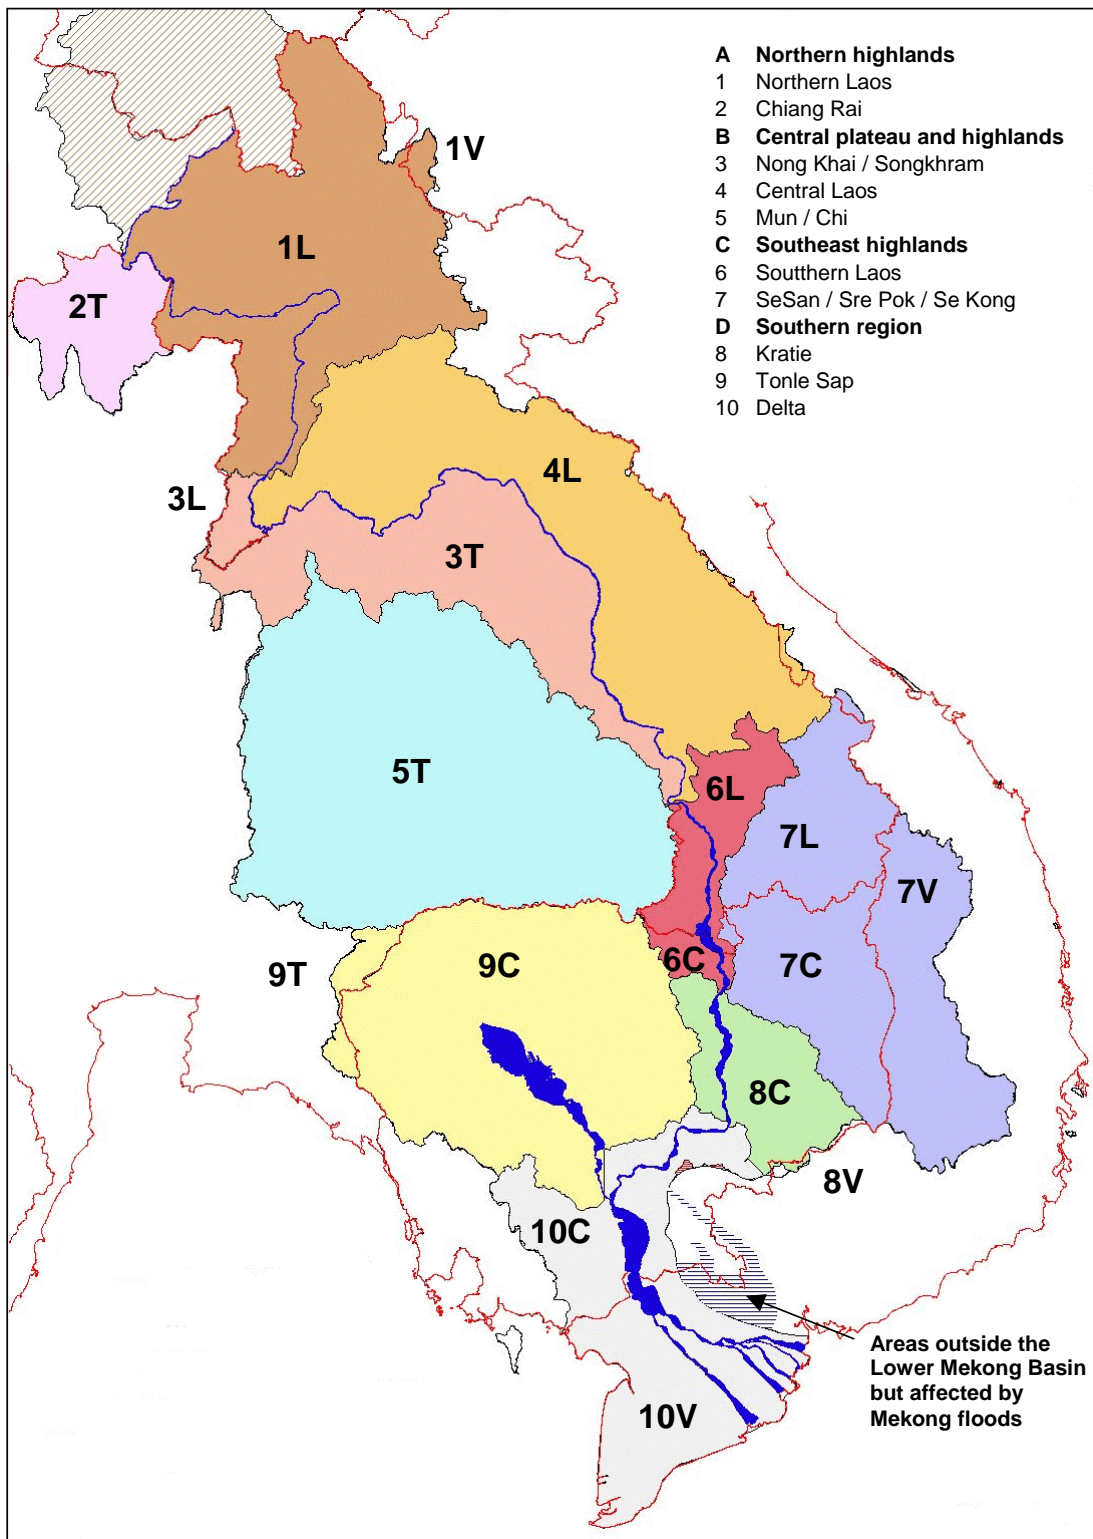 A Northern highlands
1 Northern Laos
2 Chiang Rai
B Central plateau and highlands
3 Nong Khai / Songkhram
4 Central Laos
5 Mun / Chi
C Southeast highlands
6 Soutthern Laos
7 SeSan / Sre Pok / Se Kong
D Southern region
8 Kratie
9 Tonle Sap
10 Delta
1V
1L
2T
4L
3L
3T
5T
6L
7L
7V
6C
9C
7C
9T
8C
8V
10C
Areas outside the
Lower Mekong Basin
but affected by
Mekong floods
10V